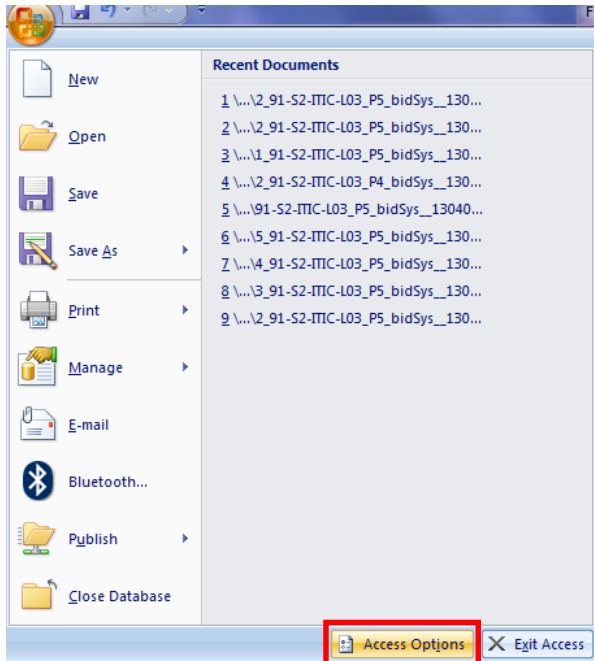 F
New
Open
Save
Save As
Print
Manage
E-mail
Bluetooth...
Publish
Close Database
Recent Documents
1 \...\2_91-S2-ITIC-L03_P5_bidSys__130...
2 \...\2_91-S2-ITIC-L03_P5_bidSys__130...
3 \...\1_91-S2-ITIC-L03_P5_bidSys__130...
4 \...\2_91-S2-ITIC-L03_P4_bidSys__130...
5 \...\91-S2-ITIC-L03_P5_bidSys__13040...
6 \...\5_91-S2-ITIC-L03_P5_bidSys__130...
7 \...\4_91-S2-ITIC-L03_P5_bidSys__130...
8 \...\3_91-S2-ITIC-L03_P5_bidSys__130...
9 \...\2_91-S2-ITIC-L03_P5_bidSys__130...
Access Options
Exit Access